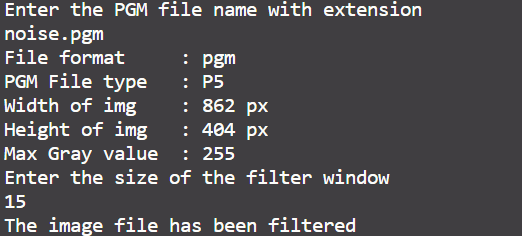 Enter the PGM file name with extension
noise.pgm
File format     : pgm
PGM File type   : P5
Width of img    : 862 px
Height of img   : 404 px
Max Gray value  : 255
Enter the size of the filter window
15
The image file has been filtered